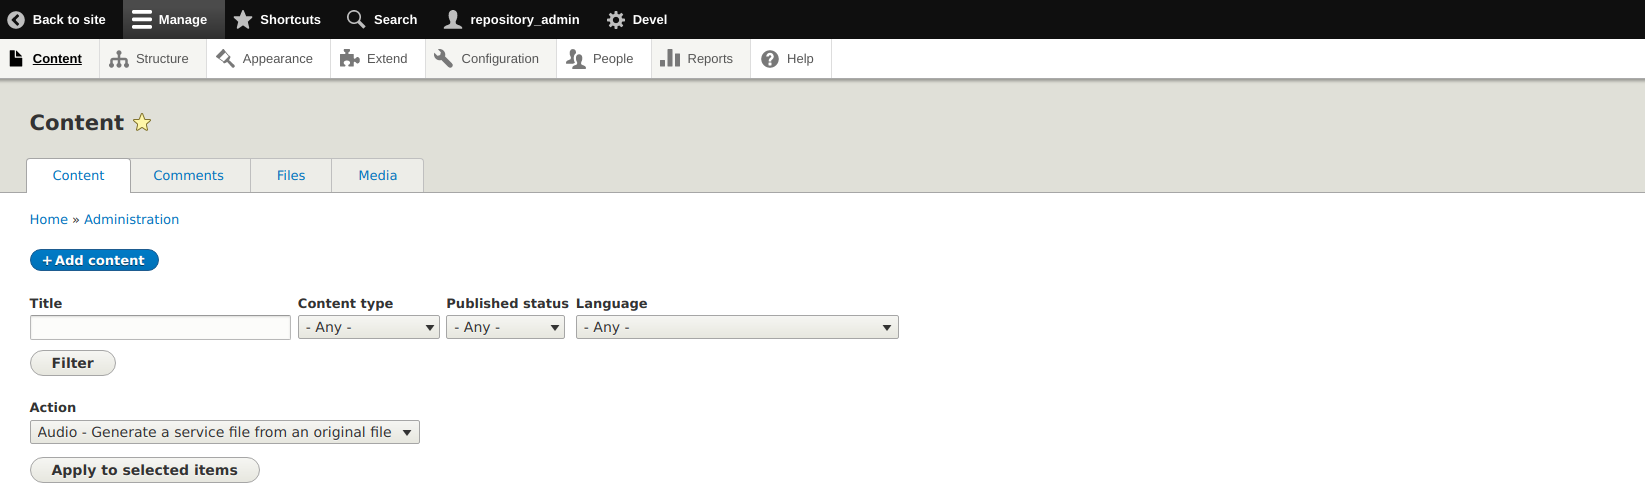 Back to site Manage Shortcuts Search repository_admin Devel
Content Structure Appearance Extend Configuration People Reports Help
Content
Content Comments Files Media
Home » Administration
+ Add content
Title Content type Published status Language
- Any - - Any - - Any -
Filter
Action
Audio - Generate a service file from an original file
Apply to selected items